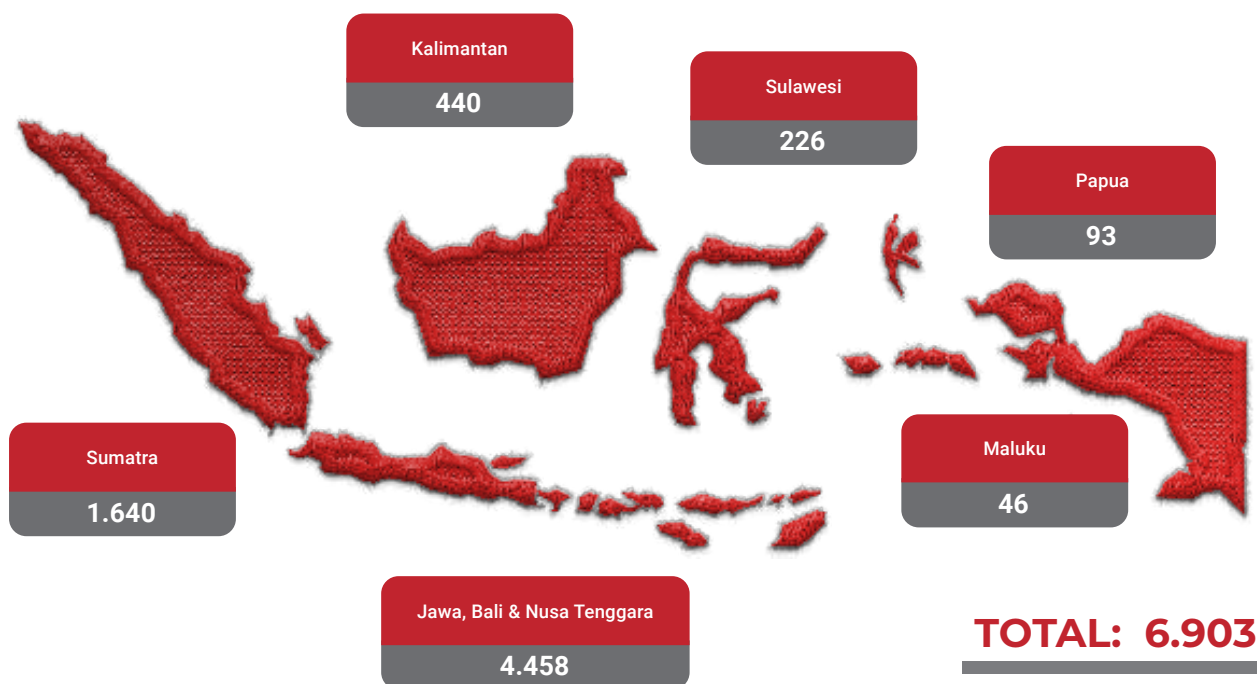 Kalimantan
440
Sulawesi
226
Papua
93
Sumatra
1.640
Maluku
46
Jawa, Bali & Nusa Tenggara
4.458
TOTAL: 6.903